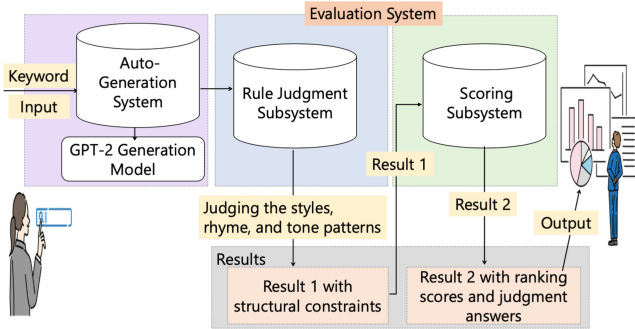 Evaluation System
Keyword
Input
Auto-
Generation
System
GPT-2 Generation
Model
Rule Judgment
Subsystem
Scoring
Subsystem
Result 1
Judging the styles,
rhyme, and tone patterns
Result 2
Output
Results
Result 1 with
structural constraints
Result 2 with ranking
scores and judgment
answers